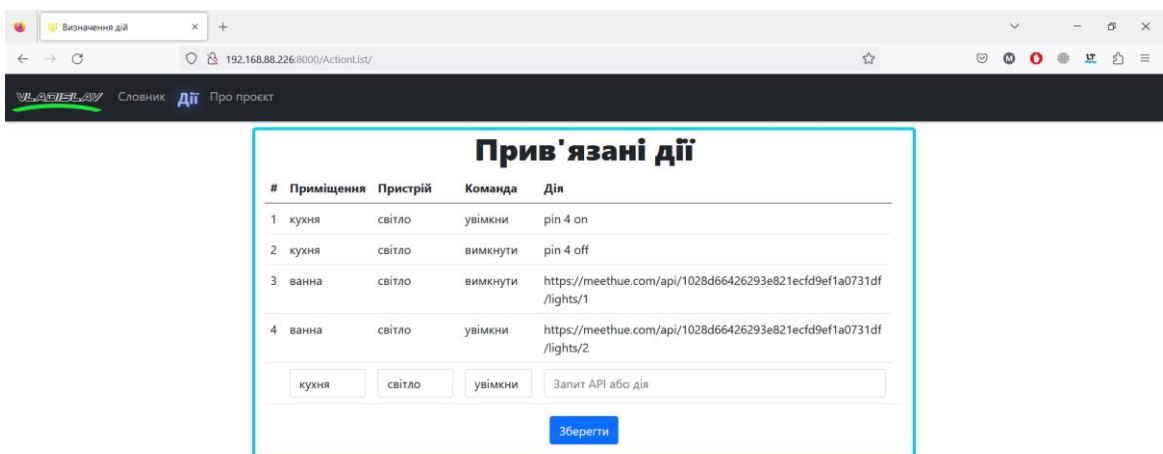 Визначення дій
192.168.88.226:8000/ActionList/
VLADISLAV Словник Дії Про проєкт
Прив'язані дії
# Приміщення Пристрій Команда Дія
1 кухня світло увімкни pin 4 on
2 кухня світло вимкнути pin 4 off
3 ванна світло вимкнути https://meethue.com/api/1028d66426293e821ecfd9ef1a0731df
/lights/1
4 ванна світло увімкни https://meethue.com/api/1028d66426293e821ecfd9ef1a0731df
/lights/2
кухня світло увімкни Запит API або дія
Зберегти